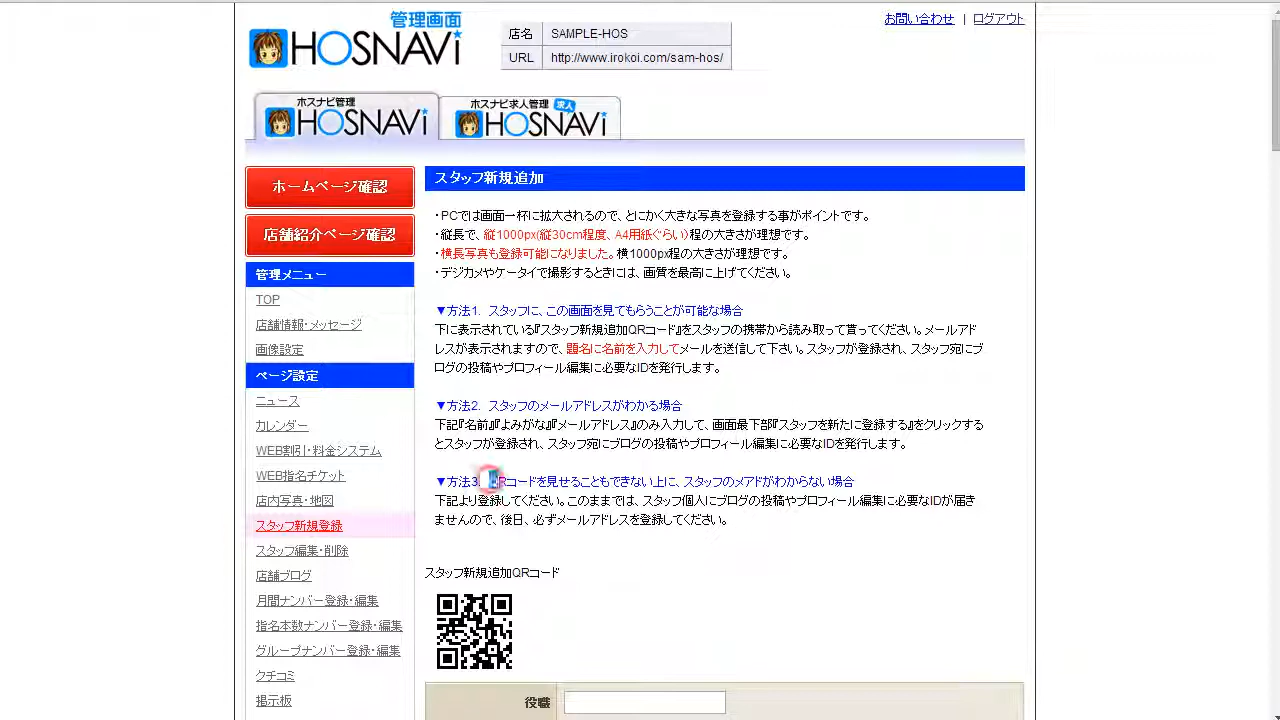 お問い合わせ | ログアウト
管理画面
HOSNAVi
店名 SAMPLE-HOS
URL http://www.irokoi.com/sam-hos/
ホスナビ管理
HOSNAVi
ホスナビ求人管理 求人
HOSNAVi
ホームページ確認
店舗紹介ページ確認
管理メニュー
TOP
店舗情報・メッセージ
画像設定
ページ設定
ニュース
カレンダー
WEB割引・料金システム
WEB指名チケット
店内写真・地図
スタッフ新規登録
スタッフ編集・削除
店舗ブログ
月間ナンバー登録・編集
指名本数ナンバー登録・編集
グループナンバー登録・編集
クチコミ
掲示板
スタッフ新規追加
・PCでは画面一杯に拡大されるので、とにかく大きな写真を登録する事がポイントです。
・縦長で、縦1000px(縦30cm程度、A4用紙ぐらい)程の大きさが理想です。
・横長写真も登録可能になりました。横1000px程の大きさが理想です。
・デジカメやケータイで撮影するときには、画質を最高に上げてください。
▼方法1. スタッフに、この画面を見てもらうことが可能な場合
下に表示されている『スタッフ新規追加QRコード』をスタッフの携帯から読み取って貰ってください。メールアド
レスが表示されますので、題名に名前を入力してメールを送信して下さい。スタッフが登録され、スタッフ宛にブ
ログの投稿やプロフィール編集に必要なIDを発行します。
▼方法2. スタッフのメールアドレスがわかる場合
下記『名前』『よみがな』『メールアドレス』のみ入力して、画面最下部『スタッフを新たに登録する』をクリックする
とスタッフが登録され、スタッフ宛にブログの投稿やプロフィール編集に必要なIDを発行します。
▼方法3 Rコードを見せることもできない上に、スタッフのメアドがわからない場合
下記より登録してください。このままでは、スタッフ個人にブログの投稿やプロフィール編集に必要なIDが届き
ませんので、後日、必ずメールアドレスを登録してください。
スタッフ新規追加QRコード
役職